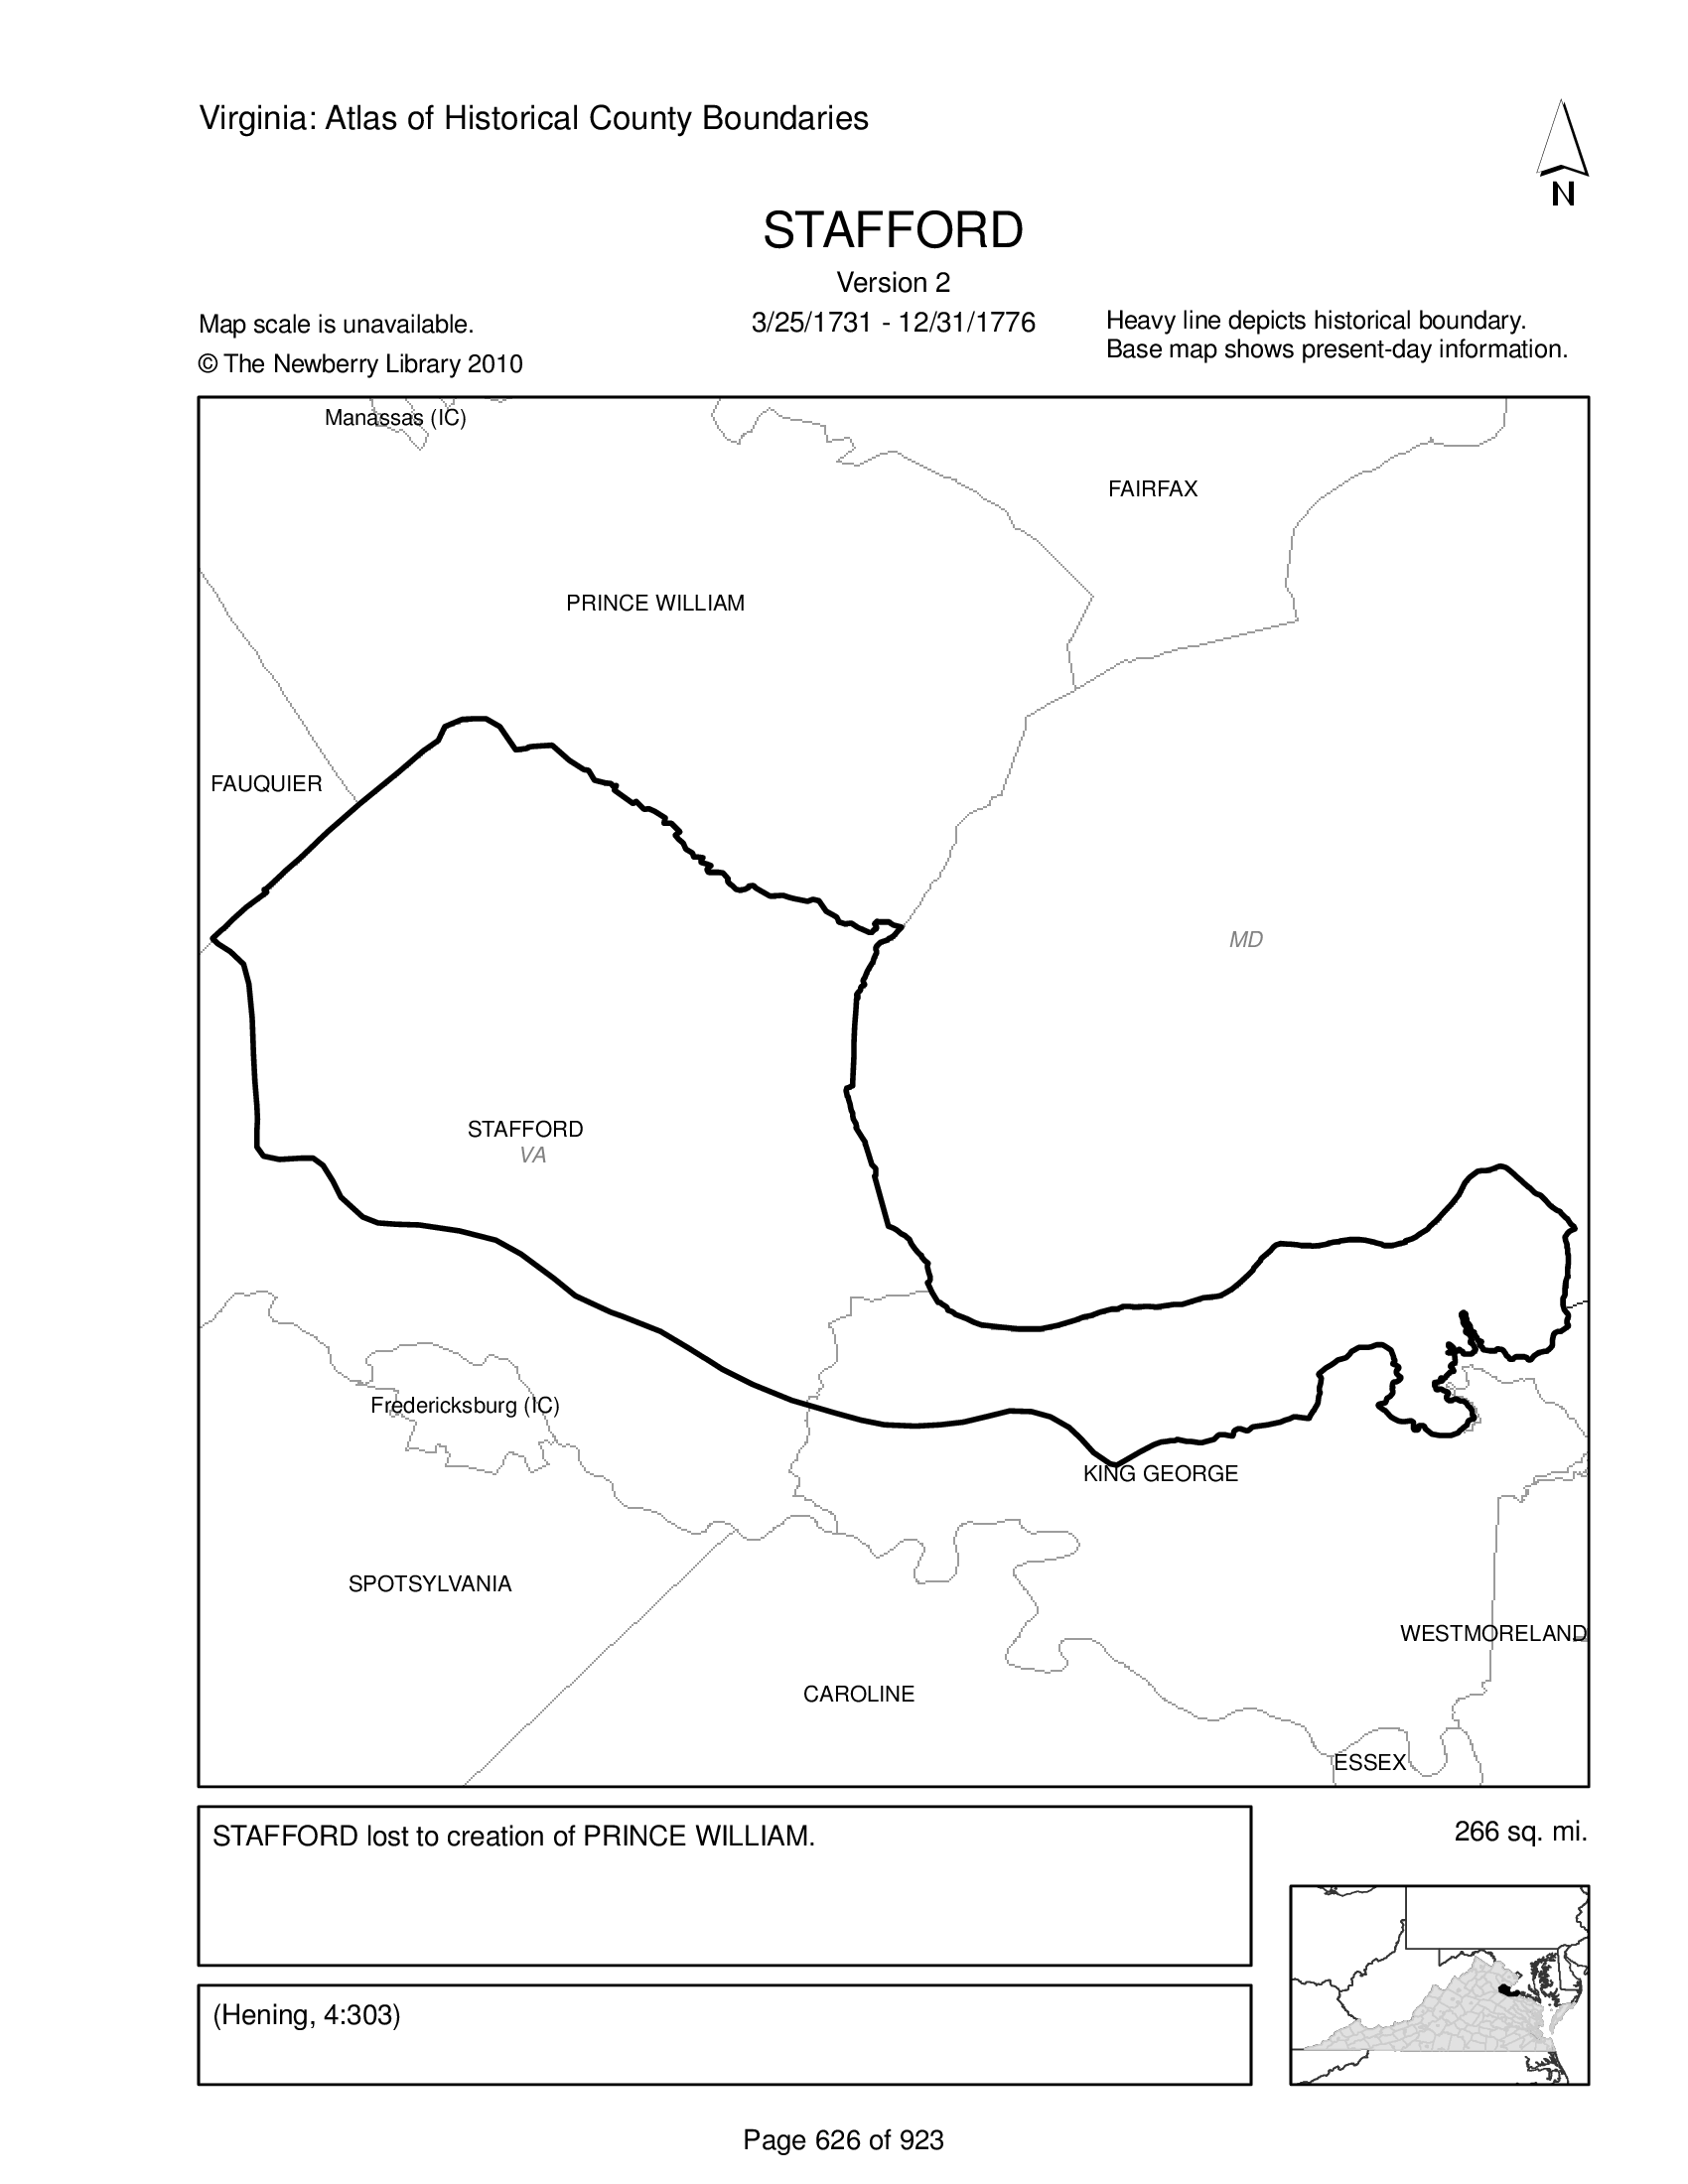 Virginia: Atlas of Historical County Boundaries
N
STAFFORD
Version 2
3/25/1731 - 12/31/1776
Map scale is unavailable.
© The Newberry Library 2010
Heavy line depicts historical boundary.
Base map shows present-day information.
Manassas (IC)
FAIRFAX
PRINCE WILLIAM
FAUQUIER
MD
STAFFORD
VA
Fredericksburg (IC)
KING GEORGE
SPOTSYLVANIA
WESTMORELAND
CAROLINE
ESSEX
STAFFORD lost to creation of PRINCE WILLIAM.
266 sq. mi.
(Hening, 4:303)
Page 626 of 923